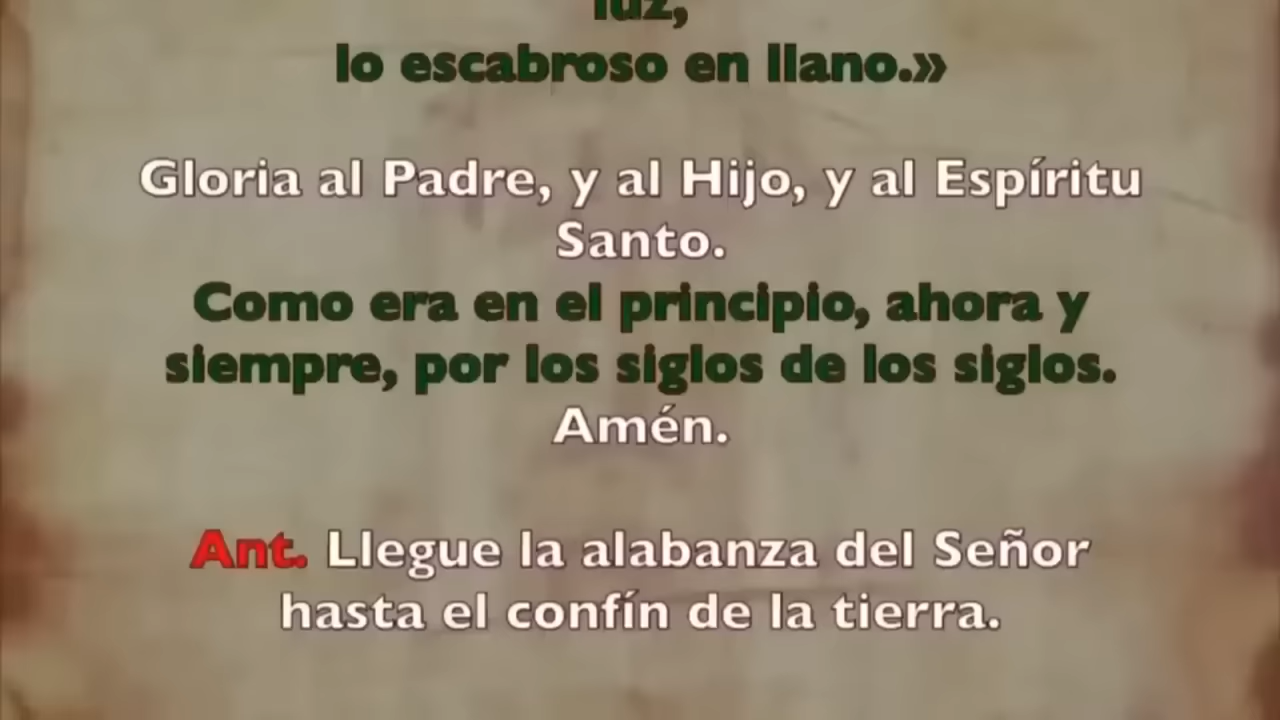 luz,
lo escabroso en llano.»
Gloria al Padre, y al Hijo, y al Espíritu
Santo.
Como era en el principio, ahora y
siempre, por los siglos de los siglos.
Amén.
Ant. Llegue la alabanza del Señor
hasta el confín de la tierra.